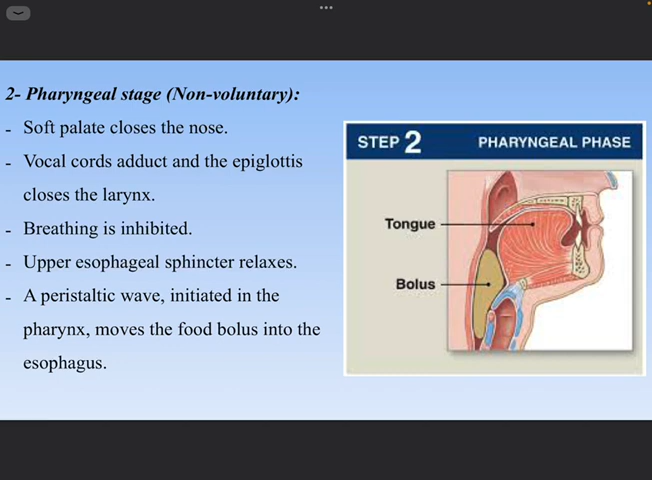 2- Pharyngeal stage (Non-voluntary):
- Soft palate closes the nose.
- Vocal cords adduct and the epiglottis
closes the larynx.
- Breathing is inhibited.
- Upper esophageal sphincter relaxes.
- A peristaltic wave, initiated in the
pharynx, moves the food bolus into the
esophagus.
STEP 2 PHARYNGEAL PHASE
Tongue
Bolus